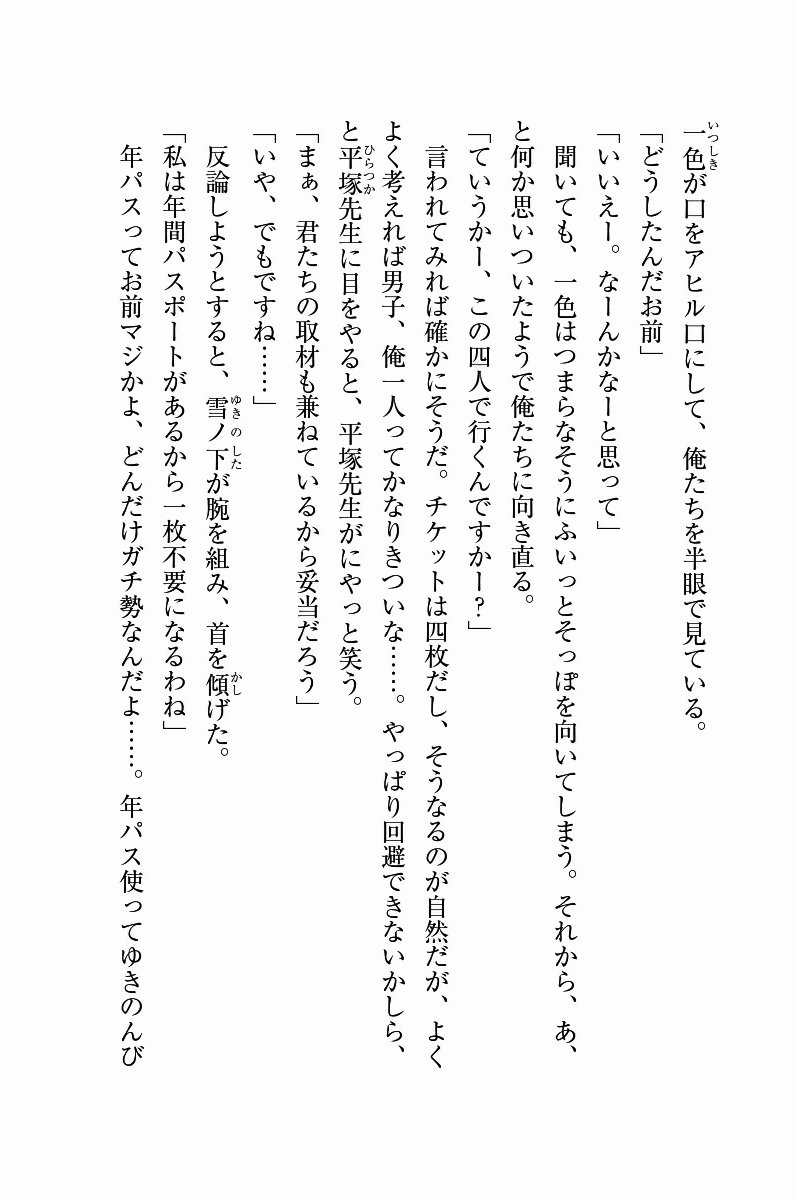 一色が口をアヒル口にして、俺たちを半眼で見ている。
「どうしたんだお前」
「いいえー。なーんかなーと思って」
　聞いても、一色はつまらなそうにふいっとそっぽを向いてしまう。それから、あ、
と何か思いついたようで俺たちに向き直る。
「ていうかー、この四人で行くんですかー？」
　言われてみれば確かにそうだ。チケットは四枚だし、そうなるのが自然だが、よく
よく考えれば男子、俺一人ってかなりきついな……。やっぱり回避できないかしら、
と平塚先生に目をやると、平塚先生がにやっと笑う。
「まぁ、君たちの取材も兼ねているから妥当だろう」
「いや、でもですね……」
　反論しようとすると、雪ノ下が腕を組み、首を傾げた。
「私は年間パスポートがあるから一枚不要になるわね」
　年パスってお前マジかよ、どんだけガチ勢なんだよ……。年パス使ってゆきのんび